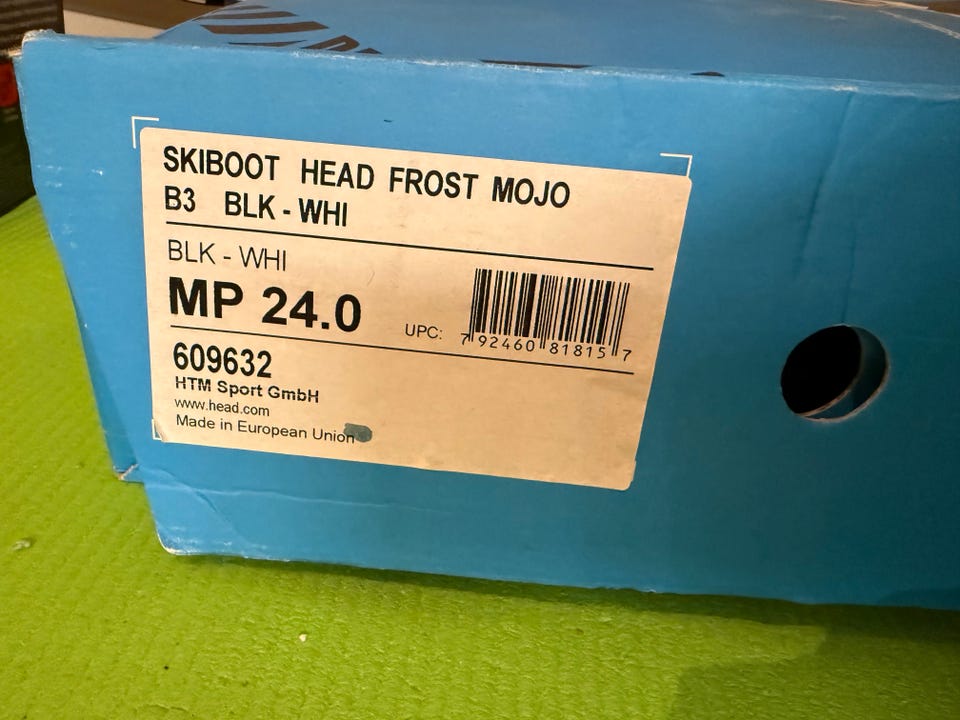 SKIBOOT HEAD FROST MOJO
B3 BLK - WHI
BLK - WHI
MP 24.0
UPC: 7 92460 81815 7
609632
HTM Sport GmbH
www.head.com
Made in European Union